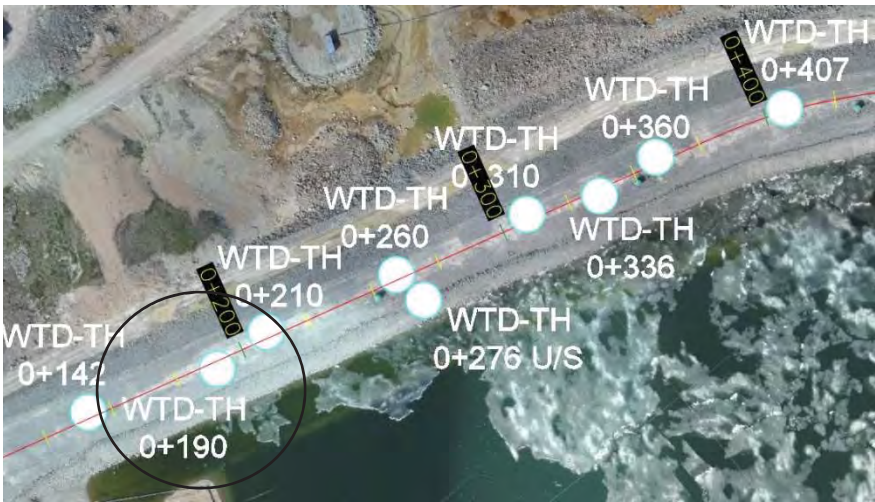 WTD-TH
0+407
0+400
WTD-TH
0+360
WTD-TH
0+310
0+300
WTD-TH
0+336
WTD-TH
0+260
WTD-TH
0+276 U/S
WTD-TH
0+210
0+200
WTD-TH
0+142
WTD-TH
0+190